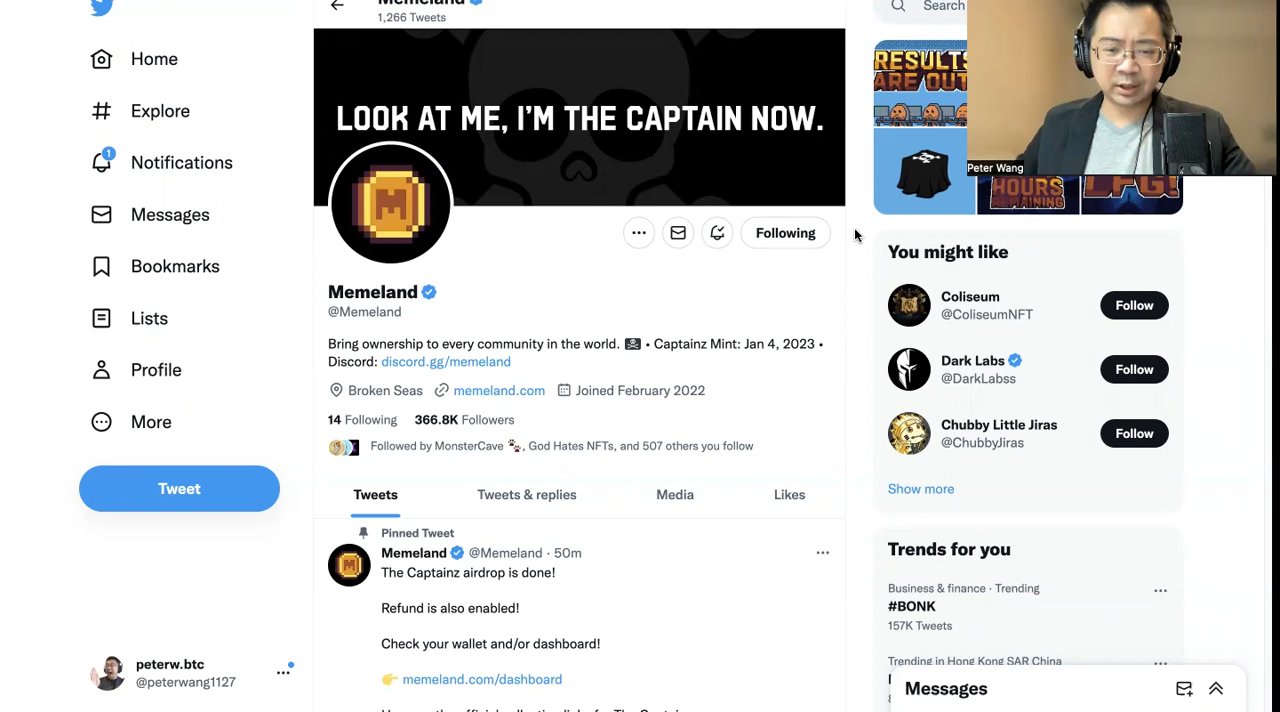 Memeland
1,266 Tweets
Search
Home
Explore
1
Notifications
Messages
Bookmarks
Lists
Profile
More
Tweet
peterw.btc
@peterwang1127
LOOK AT ME, I'M THE CAPTAIN NOW.
M
Following
Memeland
@Memeland
Bring ownership to every community in the world. 🏴‍☠️ • Captainz Mint: Jan 4, 2023 •
Discord: discord.gg/memeland
Broken Seas memeland.com Joined February 2022
14 Following 366.8K Followers
Followed by MonsterCave 🐾, God Hates NFTs, and 507 others you follow
Tweets Tweets & replies Media Likes
Pinned Tweet
Memeland @Memeland · 50m
The Captainz airdrop is done!
Refund is also enabled!
Check your wallet and/or dashboard!
👉 memeland.com/dashboard
RESULTS
ARE OUT
HOURS
REMAINING
LFG!
Peter Wang
You might like
Coliseum
@ColiseumNFT
Follow
Dark Labs
@DarkLabss
Follow
Chubby Little Jiras
@ChubbyJiras
Follow
Show more
Trends for you
Business & finance · Trending
#BONK
157K Tweets
Trending in Hong Kong SAR China
Messages